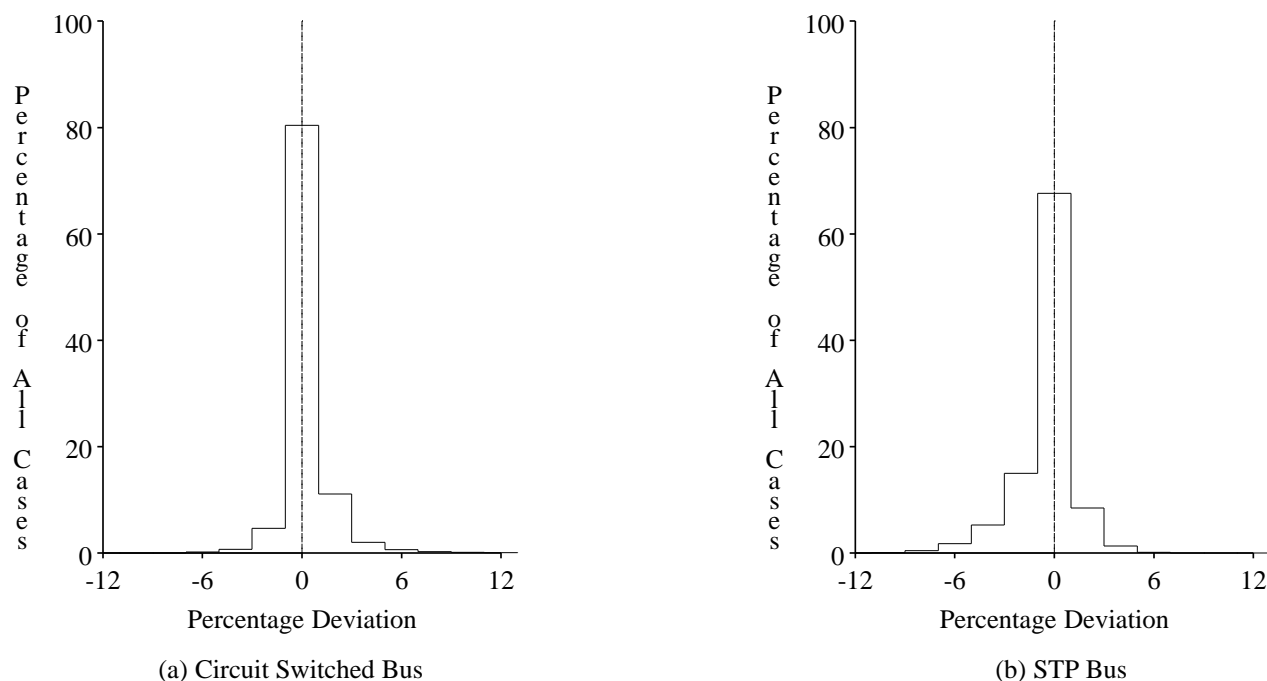 100
80
60
40
20
0
Percentage of All Cases
-12 -6 0 6 12
Percentage Deviation
(a) Circuit Switched Bus
100
80
60
40
20
0
Percentage of All Cases
-12 -6 0 6 12
Percentage Deviation
(b) STP Bus